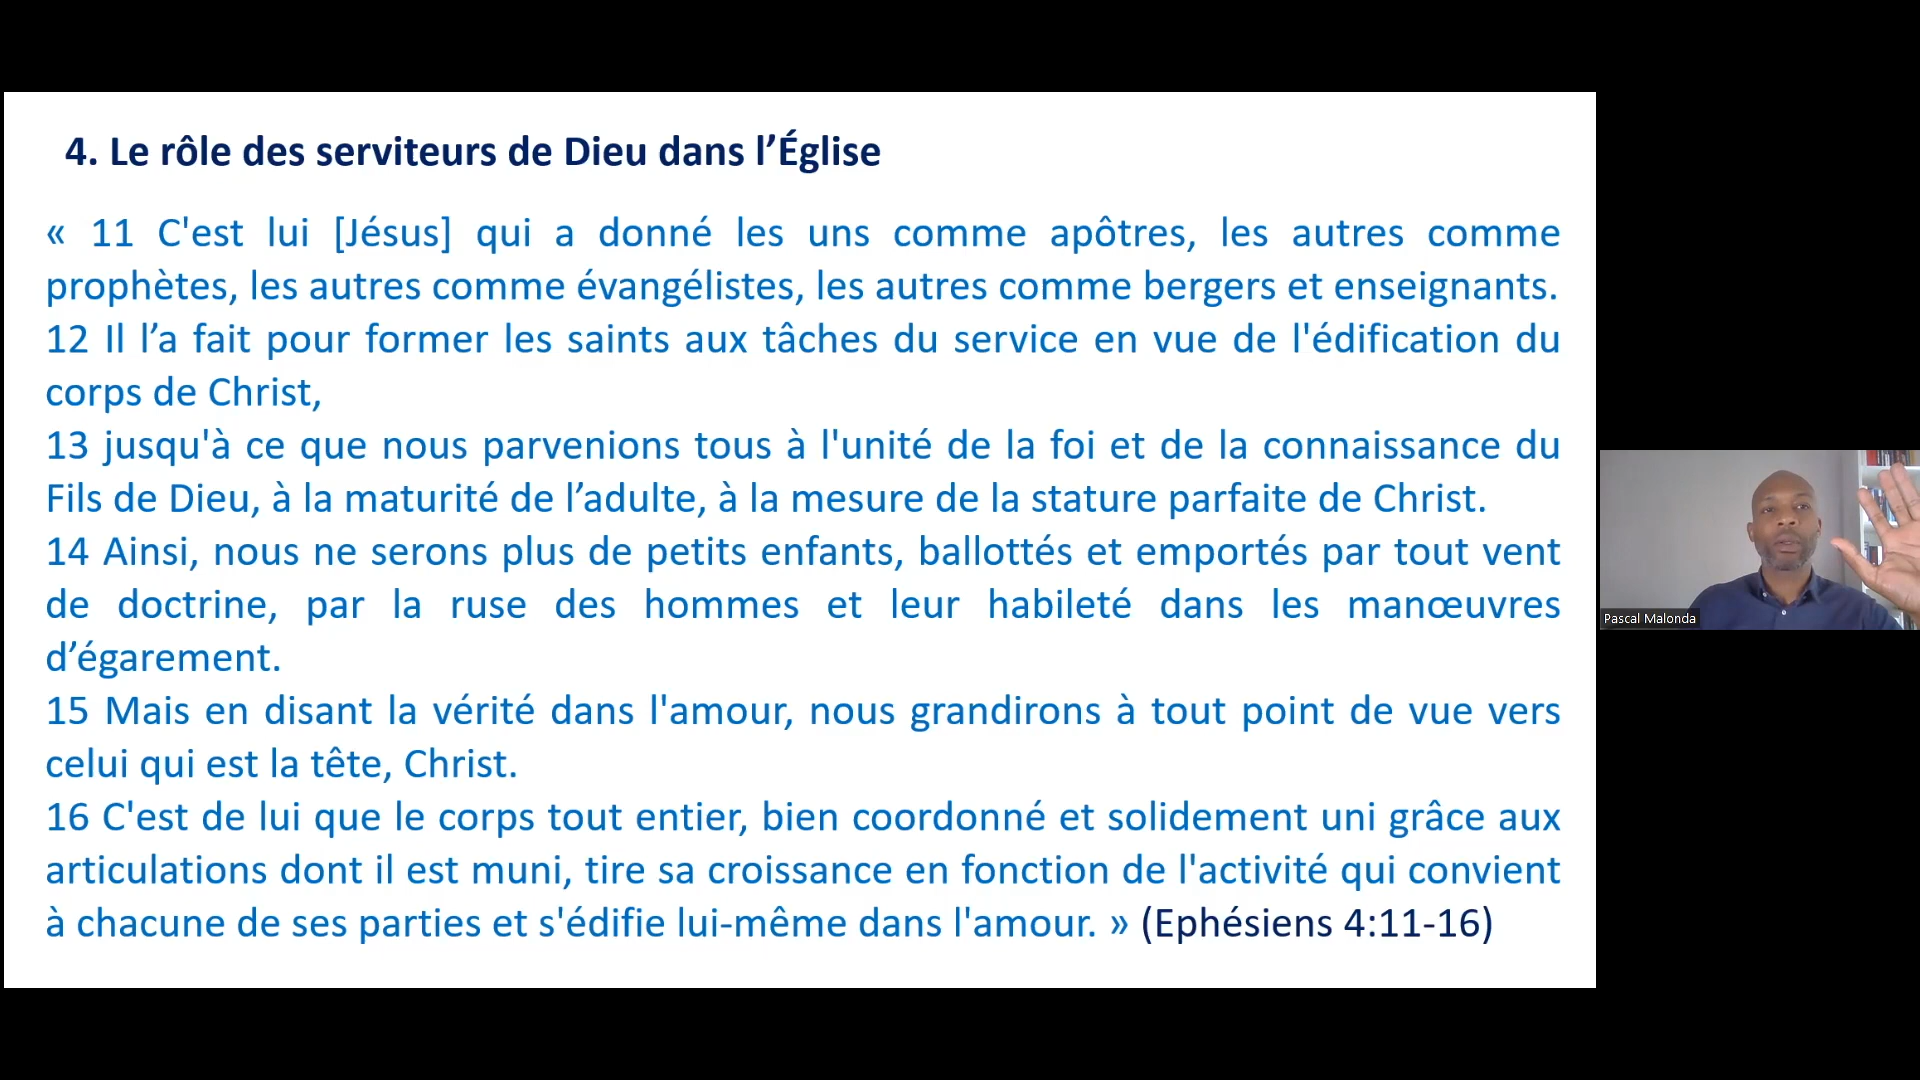 4. Le rôle des serviteurs de Dieu dans l’Église
« 11 C'est lui [Jésus] qui a donné les uns comme apôtres, les autres comme
prophètes, les autres comme évangélistes, les autres comme bergers et enseignants.
12 Il l’a fait pour former les saints aux tâches du service en vue de l'édification du
corps de Christ,
13 jusqu'à ce que nous parvenions tous à l'unité de la foi et de la connaissance du
Fils de Dieu, à la maturité de l’adulte, à la mesure de la stature parfaite de Christ.
14 Ainsi, nous ne serons plus de petits enfants, ballottés et emportés par tout vent
de doctrine, par la ruse des hommes et leur habileté dans les manœuvres
d’égarement.
15 Mais en disant la vérité dans l'amour, nous grandirons à tout point de vue vers
celui qui est la tête, Christ.
16 C'est de lui que le corps tout entier, bien coordonné et solidement uni grâce aux
articulations dont il est muni, tire sa croissance en fonction de l'activité qui convient
à chacune de ses parties et s'édifie lui-même dans l'amour. » (Ephésiens 4:11-16)
Pascal Malonda